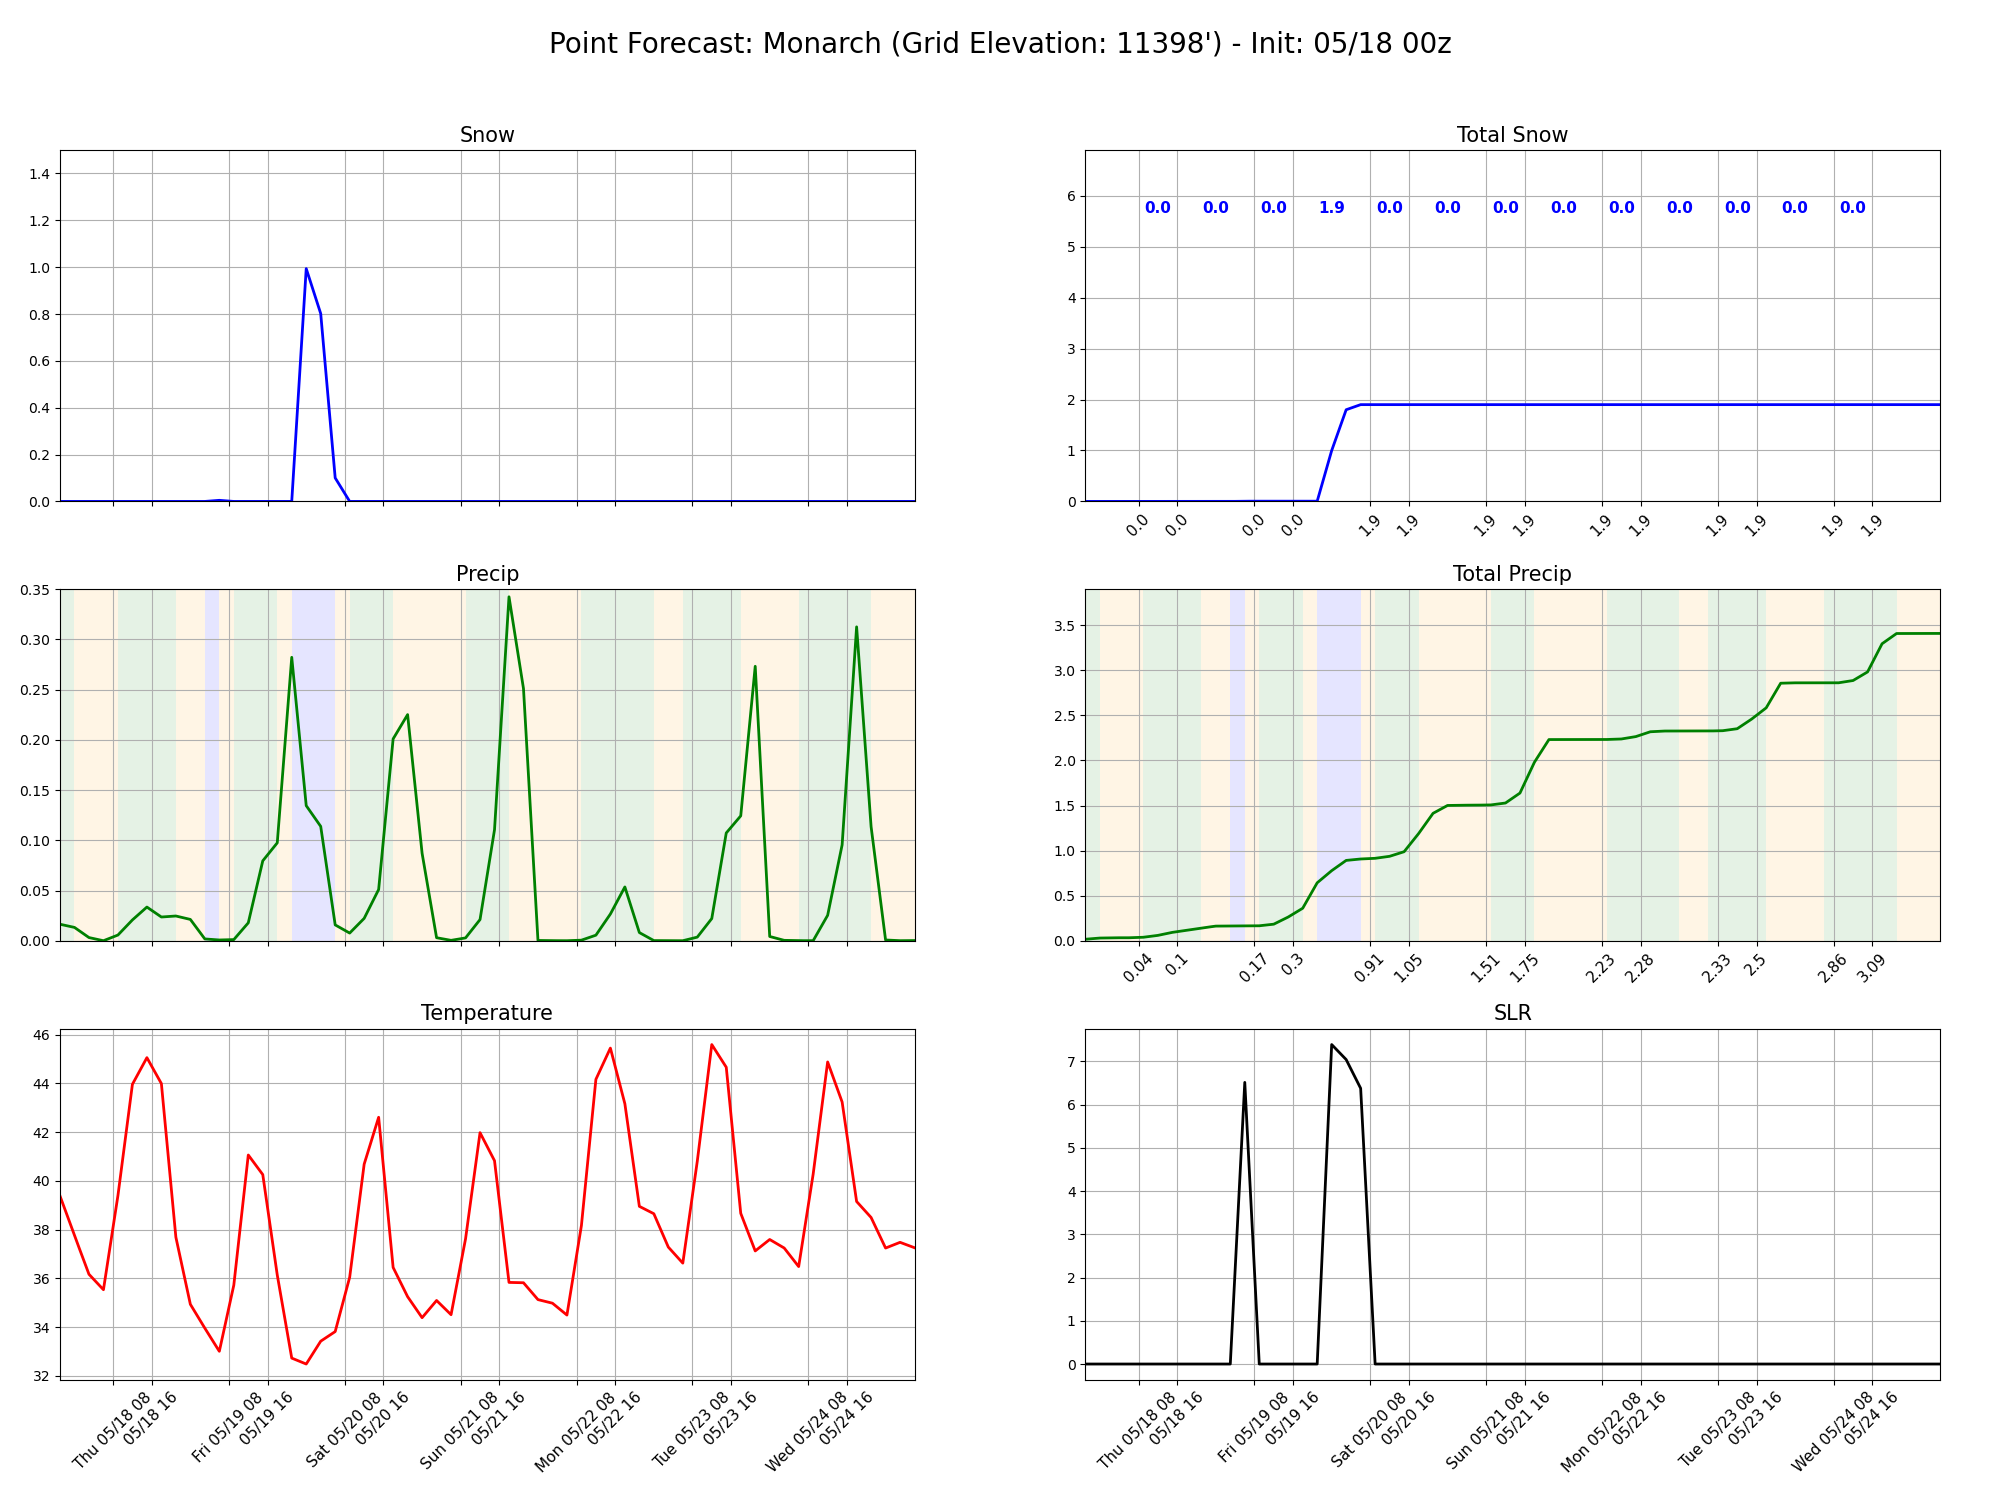 Point Forecast: Monarch (Grid Elevation: 11398') - Init: 05/18 00z
Snow
1.4
1.2
1.0
0.8
0.6
0.4
0.2
0.0
Total Snow
6
5
4
3
2
1
0
0.0 0.0 0.0 1.9 0.0 0.0 0.0 0.0 0.0 0.0 0.0 0.0 0.0
0.0 0.0 0.0 0.0 1.9 1.9 1.9 1.9 1.9 1.9 1.9 1.9 1.9 1.9
Precip
0.35
0.30
0.25
0.20
0.15
0.10
0.05
0.00
Total Precip
3.5
3.0
2.5
2.0
1.5
1.0
0.5
0.0
0.04 0.1 0.17 0.3 0.91 1.05 1.51 1.75 2.23 2.28 2.33 2.5 2.86 3.09
Temperature
46
44
42
40
38
36
34
32
Thu 05/18 08
05/18 16
Fri 05/19 08
05/19 16
Sat 05/20 08
05/20 16
Sun 05/21 08
05/21 16
Mon 05/22 08
05/22 16
Tue 05/23 08
05/23 16
Wed 05/24 08
05/24 16
SLR
7
6
5
4
3
2
1
0
Thu 05/18 08
05/18 16
Fri 05/19 08
05/19 16
Sat 05/20 08
05/20 16
Sun 05/21 08
05/21 16
Mon 05/22 08
05/22 16
Tue 05/23 08
05/23 16
Wed 05/24 08
05/24 16